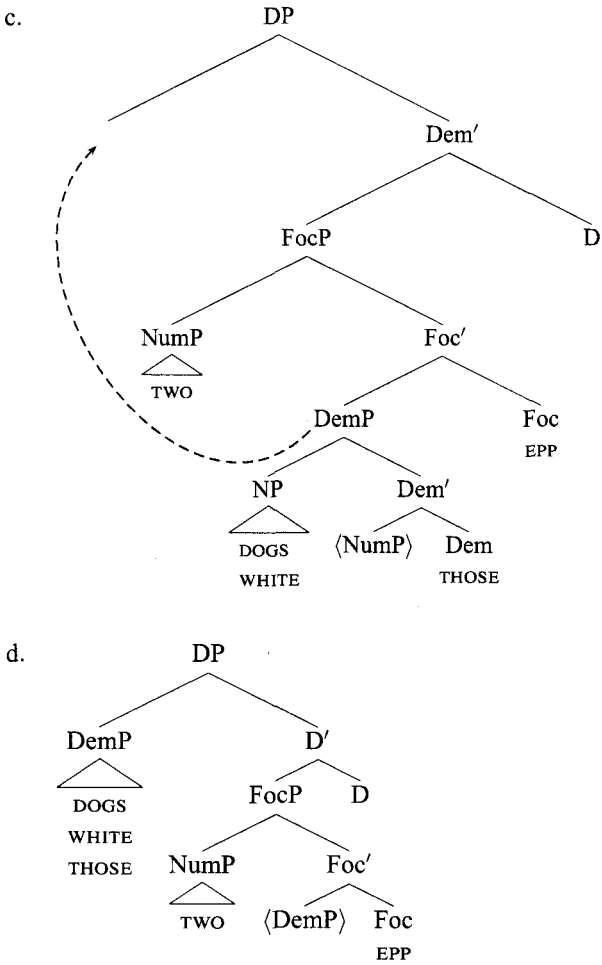 c.
DP
Dem′
FocP D
NumP Foc′
TWO
DemP Foc
EPP
NP Dem′
DOGS ⟨NumP⟩ Dem
WHITE THOSE
d.
DP
DemP D′
DOGS FocP D
WHITE
THOSE NumP Foc′
TWO ⟨DemP⟩ Foc
EPP